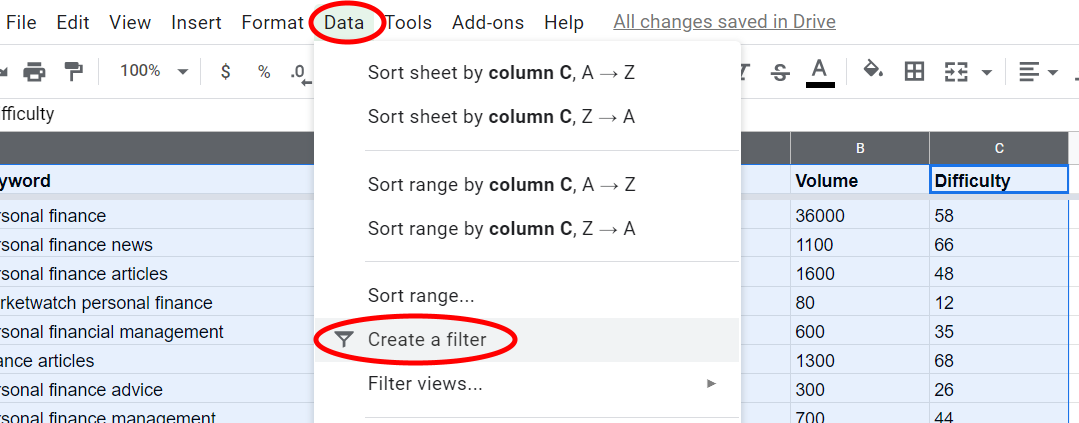 File Edit View Insert Format Data Tools Add-ons Help All changes saved in Drive
100% $ % .0 A
fficulty
Sort sheet by column C, A → Z
Sort sheet by column C, Z → A
Sort range by column C, A → Z
Sort range by column C, Z → A
Sort range...
Create a filter
Filter views...
B C
yword Volume Difficulty
rsonal finance 36000 58
rsonal finance news 1100 66
rsonal finance articles 1600 48
rketwatch personal finance 80 12
rsonal financial management 600 35
ance articles 1300 68
rsonal finance advice 300 26
rsonal finance management 700 44